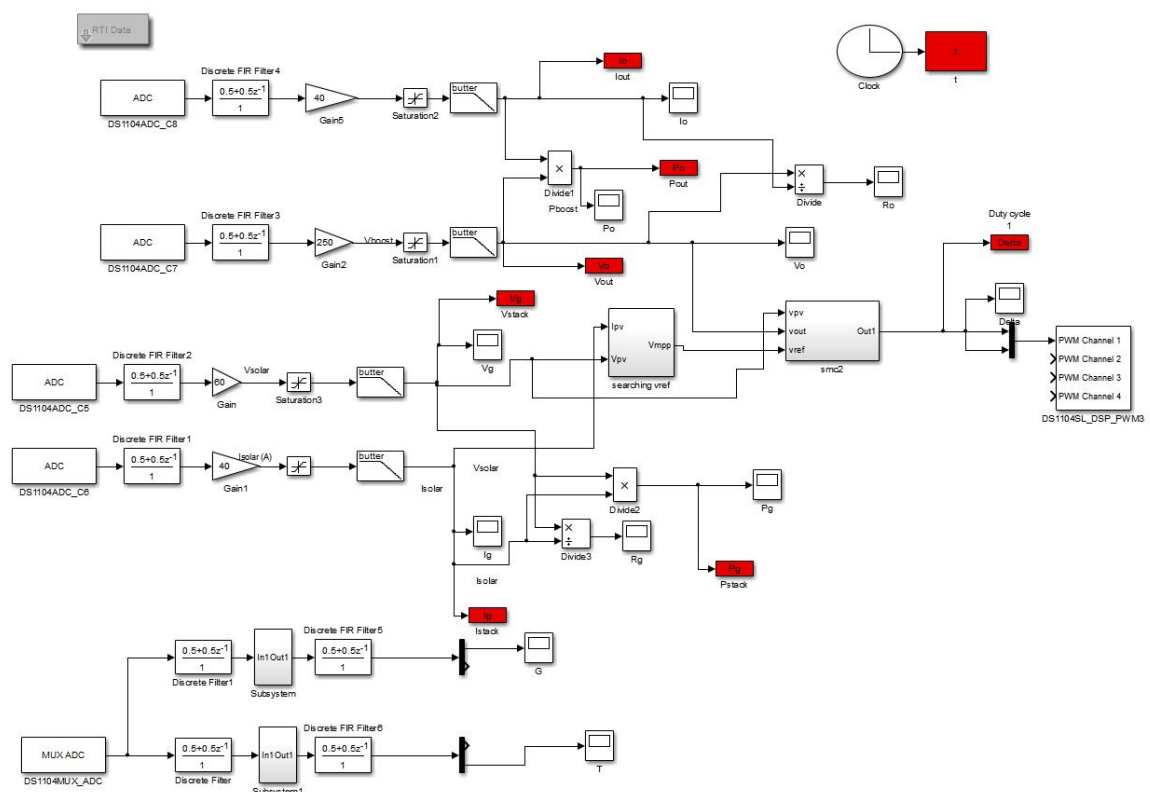 RTI Data
Discrete FIR Filter4
ADC
0.5+0.5z-1
1
40
butter
DS1104ADC_C8
Gain5
Saturation2
Io
Iout
Io
t
t
Clock
×
Divide1
Pboost
Po
Pout
Po
×
÷
Divide
Ro
Discrete FIR Filter3
ADC
0.5+0.5z-1
1
250
Vboost
butter
DS1104ADC_C7
Gain2
Saturation1
Vo
Vout
Vo
Duty cycle
1
Delta
Delta
Vg
Vstack
Vg
Ipv
Vpv
Vmpp
searching vref
vpv
vout
vref
Out1
smc2
PWM Channel 1
PWM Channel 2
PWM Channel 3
PWM Channel 4
DS1104SL_DSP_PWM3
Discrete FIR Filter2
Vsolar
ADC
0.5+0.5z-1
1
60
butter
DS1104ADC_C5
Gain
Saturation3
Discrete FIR Filter1
ADC
0.5+0.5z-1
1
40
Isolar (A)
butter
DS1104ADC_C6
Gain1
Isolar
Vsolar
×
Divide2
Pg
Ig
×
÷
Divide3
Rg
Isolar
Pg
Pstack
Ig
Istack
Discrete FIR Filter5
0.5+0.5z-1
1
In1Out1
0.5+0.5z-1
1
Discrete Filter1
Subsystem
G
Discrete FIR Filter6
MUX ADC
0.5+0.5z-1
1
In1Out1
0.5+0.5z-1
1
DS1104MUX_ADC
Discrete Filter
Subsystem1
T